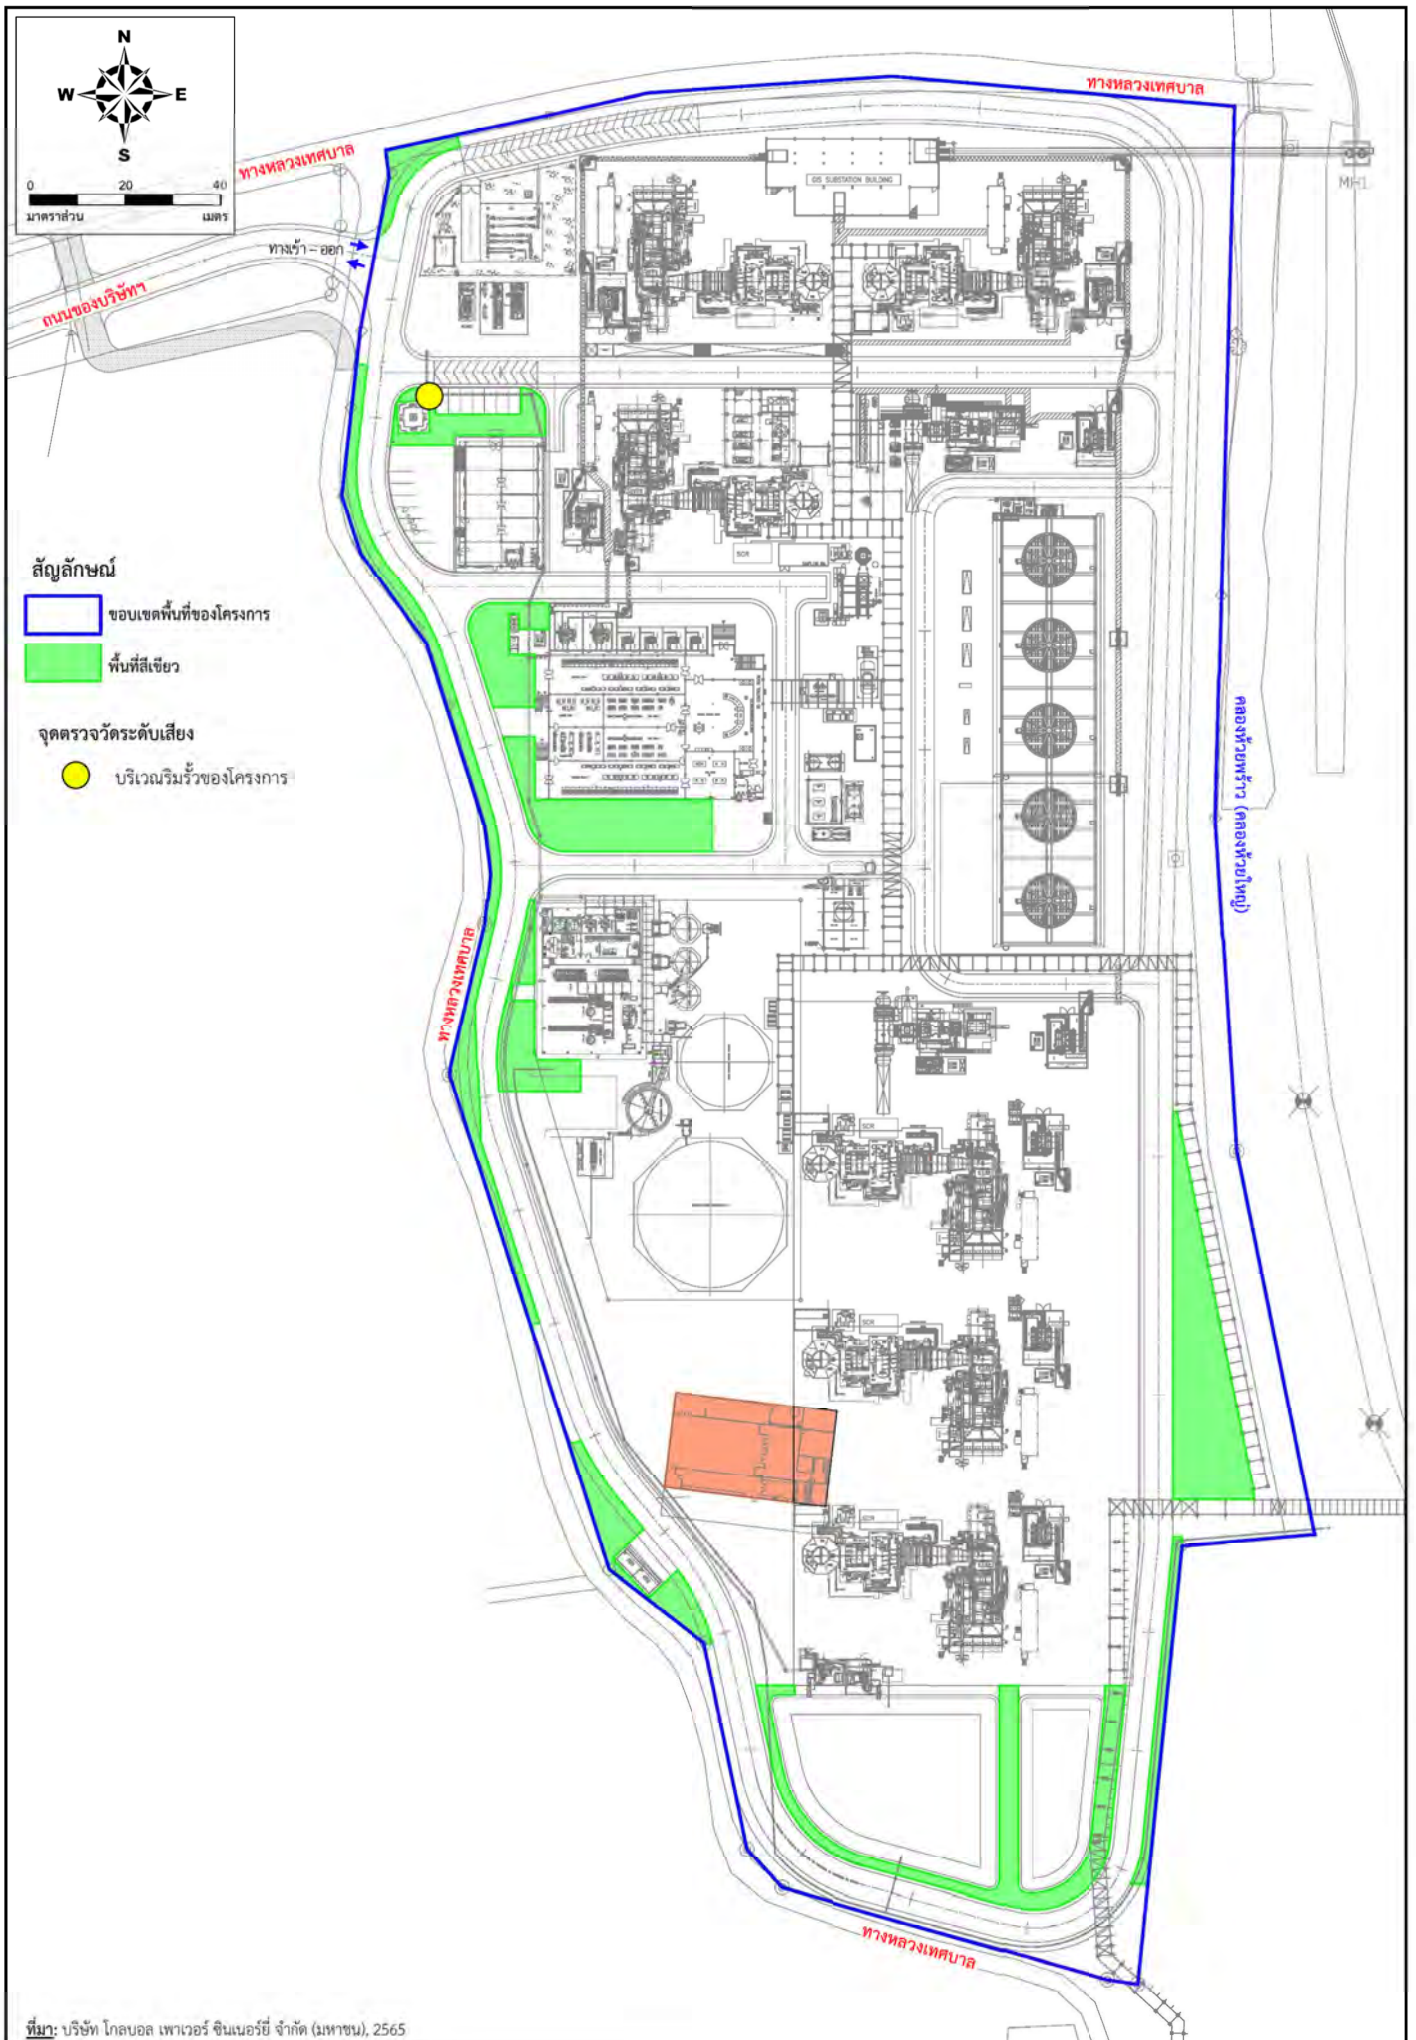 N
W E
S
0 20 40
มาตราส่วน เมตร
ทางหลวงเทศบาล
ทางหลวงเทศบาล
MH1
GIS SUBSTATION BUILDING
ทางเข้า - ออก
ถนนของบริษัทฯ
SCR
สัญลักษณ์
ขอบเขตพื้นที่ของโครงการ
พื้นที่สีเขียว
จุดตรวจวัดระดับเสียง
บริเวณริมรั้วของโครงการ
คลองห้วยพร้าว (คลองห้วยใหญ่)
ทางหลวงเทศบาล
SCR
SCR
ทางหลวงเทศบาล
ที่มา: บริษัท โกลบอล เพาเวอร์ ซินเนอร์ยี่ จำกัด (มหาชน), 2565